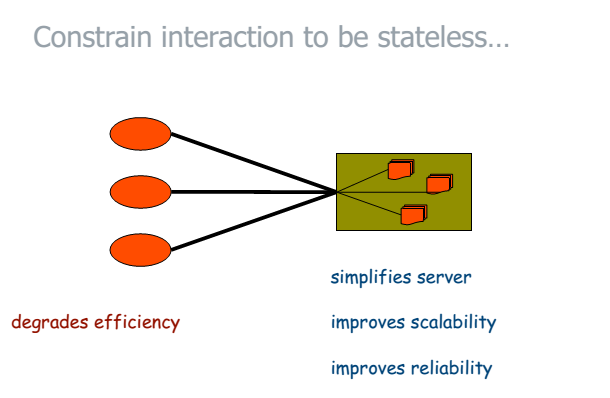 Constrain interaction to be stateless...
simplifies server
degrades efficiency
improves scalability
improves reliability